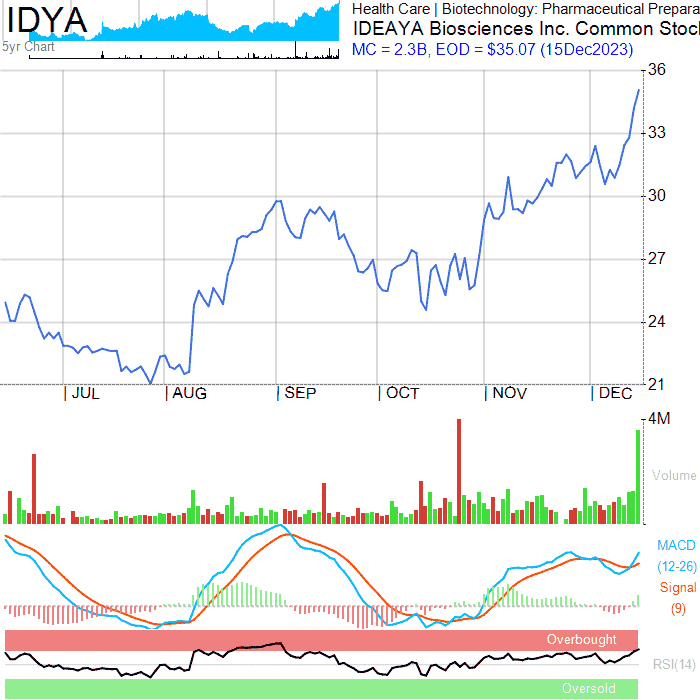 IDYA
5yr Chart
Health Care | Biotechnology: Pharmaceutical Prepara
IDEAYA Biosciences Inc. Common Stoc
MC = 2.3B, EOD = $35.07 (15Dec2023)
36
33
30
27
24
21
JUL AUG SEP OCT NOV DEC
4M
Volume
MACD
(12-26)
Signal
(9)
Overbought
RSI(14)
Oversold